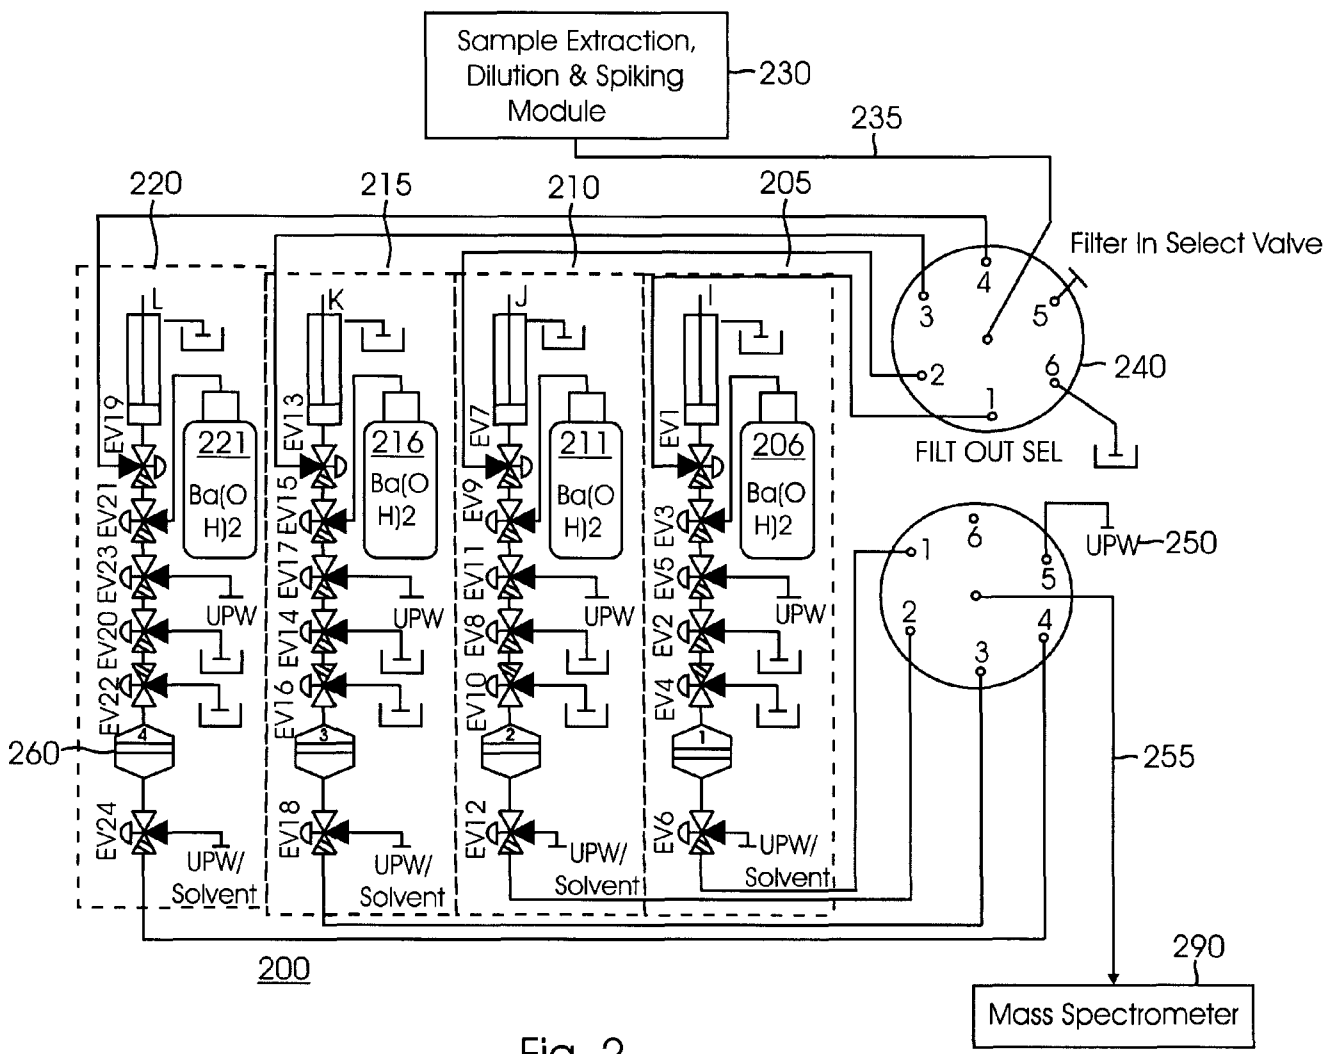 Sample Extraction,
Dilution & Spiking
Module
230
235
220
215
210
205
Filter In Select Valve
4
3
5
2
6
1
240
FILT OUT SEL
L
K
J
I
EV19
EV13
EV7
EV1
221
Ba(O
H)2
216
Ba(O
H)2
211
Ba(O
H)2
206
Ba(O
H)2
EV21
EV15
EV9
EV3
EV23
EV17
EV11
EV5
UPW
UPW
UPW
UPW
EV20
EV14
EV8
EV2
EV22
EV16
EV10
EV4
6
1
5
2
4
3
UPW
250
260
4
3
2
1
255
EV24
EV18
EV12
EV6
UPW/
Solvent
UPW/
Solvent
UPW/
Solvent
UPW/
Solvent
200
290
Mass Spectrometer
Fig. 2